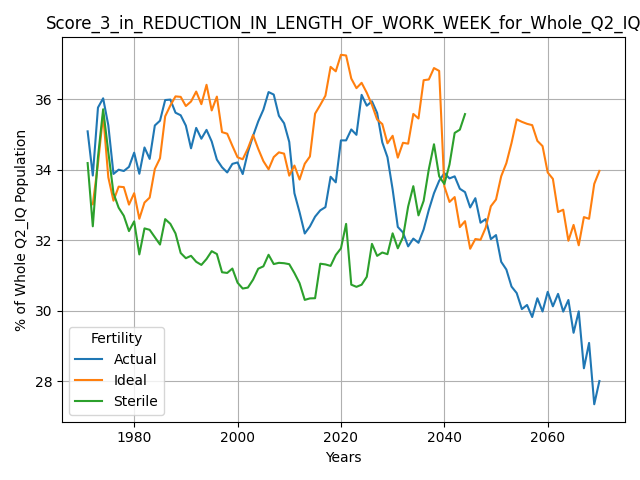 Score_3_in_REDUCTION_IN_LENGTH_OF_WORK_WEEK_for_Whole_Q2_IQ
% of Whole Q2_IQ Population
36
34
32
30
28
Fertility
Actual
Ideal
Sterile
1980
2000
2020
2040
2060
Years